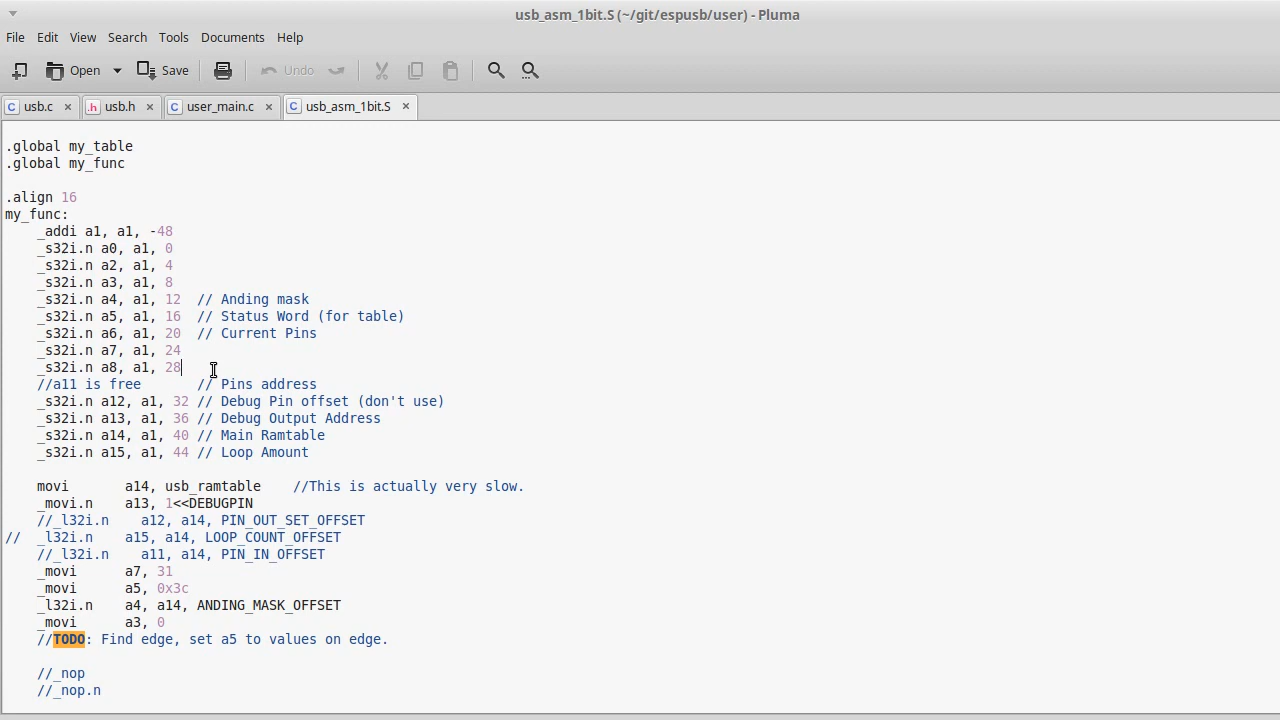 usb_asm_1bit.S (~/git/espusb/user) - Pluma
File Edit View Search Tools Documents Help
Open Save Undo
usb.c usb.h user_main.c usb_asm_1bit.S
.global my_table
.global my_func
.align 16
my_func:
    _addi a1, a1, -48
    _s32i.n a0, a1, 0
    _s32i.n a2, a1, 4
    _s32i.n a3, a1, 8
    _s32i.n a4, a1, 12  // Anding mask
    _s32i.n a5, a1, 16  // Status Word (for table)
    _s32i.n a6, a1, 20  // Current Pins
    _s32i.n a7, a1, 24
    _s32i.n a8, a1, 28
    //a11 is free       // Pins address
    _s32i.n a12, a1, 32 // Debug Pin offset (don't use)
    _s32i.n a13, a1, 36 // Debug Output Address
    _s32i.n a14, a1, 40 // Main Ramtable
    _s32i.n a15, a1, 44 // Loop Amount
    movi       a14, usb_ramtable    //This is actually very slow.
    _movi.n    a13, 1<<DEBUGPIN
    //_l32i.n    a12, a14, PIN_OUT_SET_OFFSET
//  _l32i.n    a15, a14, LOOP_COUNT_OFFSET
    //_l32i.n    a11, a14, PIN_IN_OFFSET
    _movi      a7, 31
    _movi      a5, 0x3c
    _l32i.n    a4, a14, ANDING_MASK_OFFSET
    _movi      a3, 0
    //TODO: Find edge, set a5 to values on edge.
    //_nop
    //_nop.n